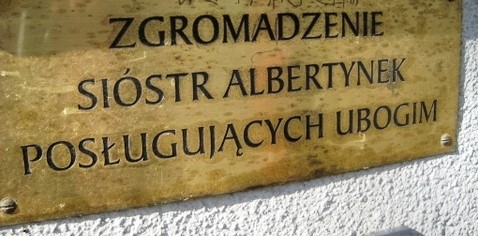 ZGROMADZENIE
SIÓSTR ALBERTYNEK
POSŁUGUJĄCYCH UBOGIM